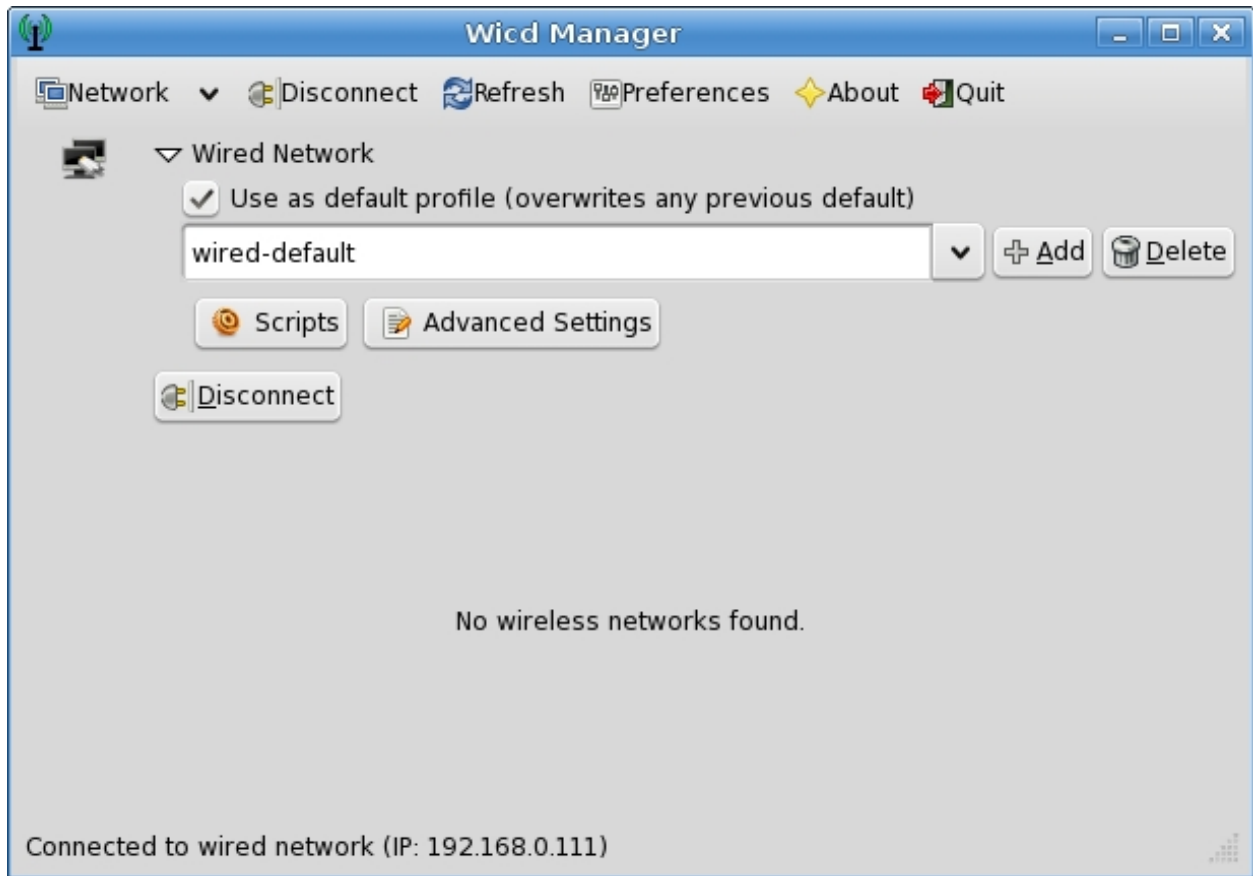 Wicd Manager
Network Disconnect Refresh Preferences About Quit
Wired Network
Use as default profile (overwrites any previous default)
wired-default Add Delete
Scripts Advanced Settings
Disconnect
No wireless networks found.
Connected to wired network (IP: 192.168.0.111)